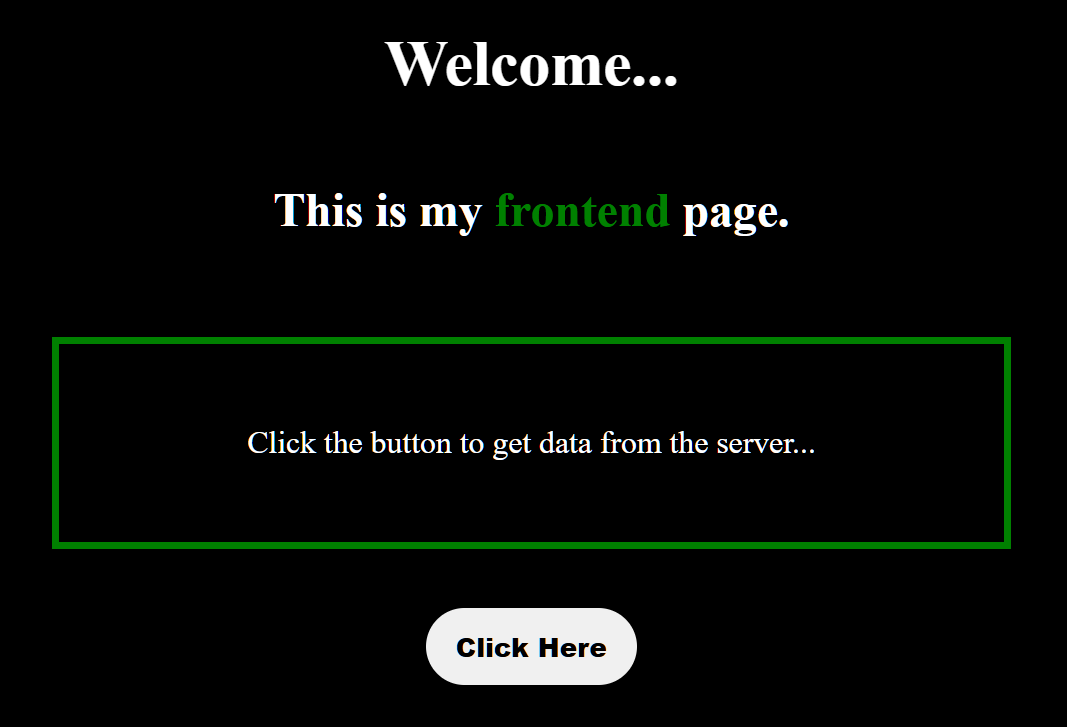 Welcome...
This is my frontend page.
Click the button to get data from the server...
Click Here